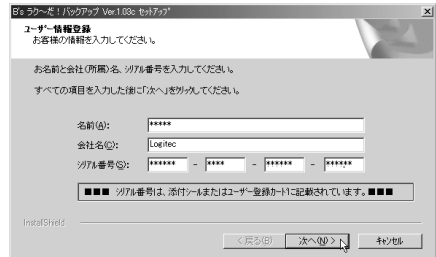 B's ラク～だ！バックアップ Ver.1.03c セットアップ
ユーザー情報登録
お客様の情報を入力してください。
お名前と会社(所属)名、シリアル番号を入力してください。
すべての項目を入力した後に「次へ」をクリックしてください。
名前(A): *****
会社名(C): Logitec
シリアル番号(S): ****** - **** - ****** - ******
■■■ シリアル番号は、添付シールまたはユーザー登録カードに記載されています。■■■
InstallShield
< 戻る(B) 次へ(N) > キャンセル